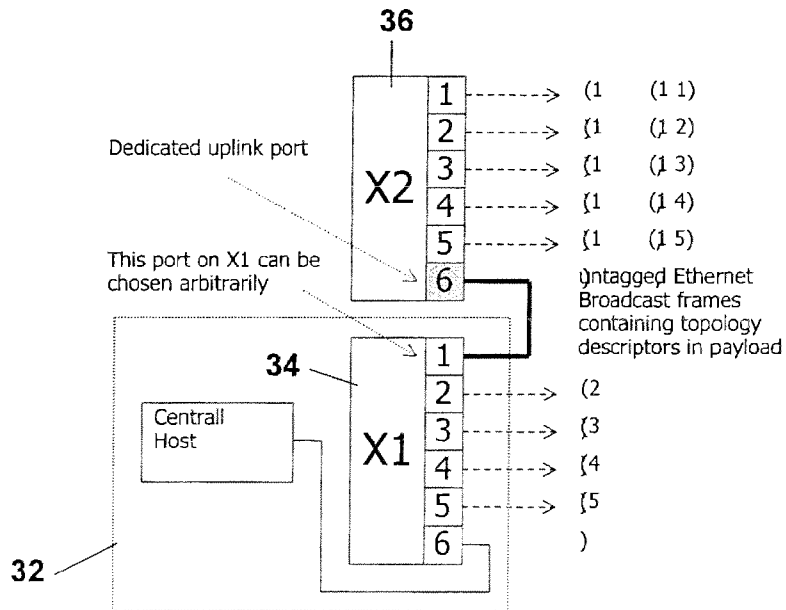 36
1 (1 (1 1)
2 (1 (1 2)
3 (1 (1 3)
4 (1 (1 4)
5 (1 (1 5)
6
X2
Dedicated uplink port
This port on X1 can be
chosen arbitrarily
Untagged Ethernet
Broadcast frames
containing topology
descriptors in payload
34
1
2 (2
3 (3
4 (4
5 (5
6 )
X1
Centrall
Host
32